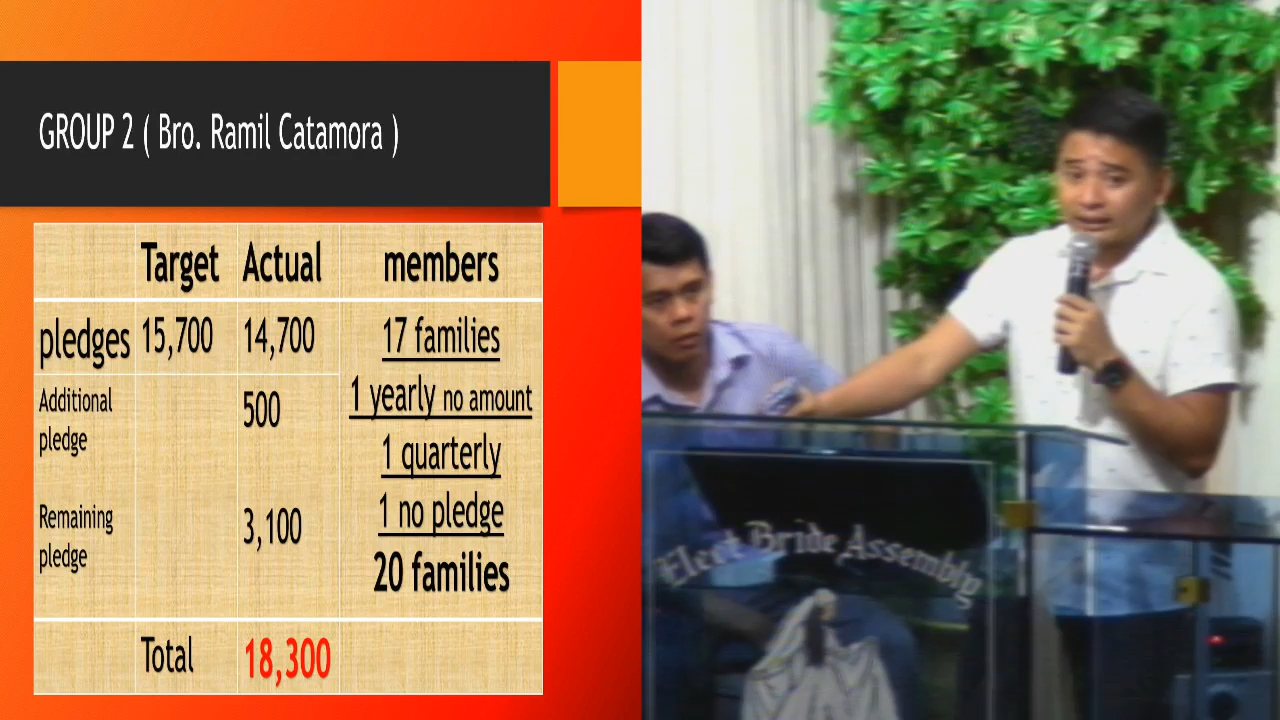 GROUP 2 ( Bro. Ramil Catamora )
Target Actual members
pledges 15,700 14,700 17 families
1 yearly no amount
Additional
pledge
500
1 quarterly
1 no pledge
Remaining
pledge
3,100
20 families
Total 18,300
Elect Bride Assembly